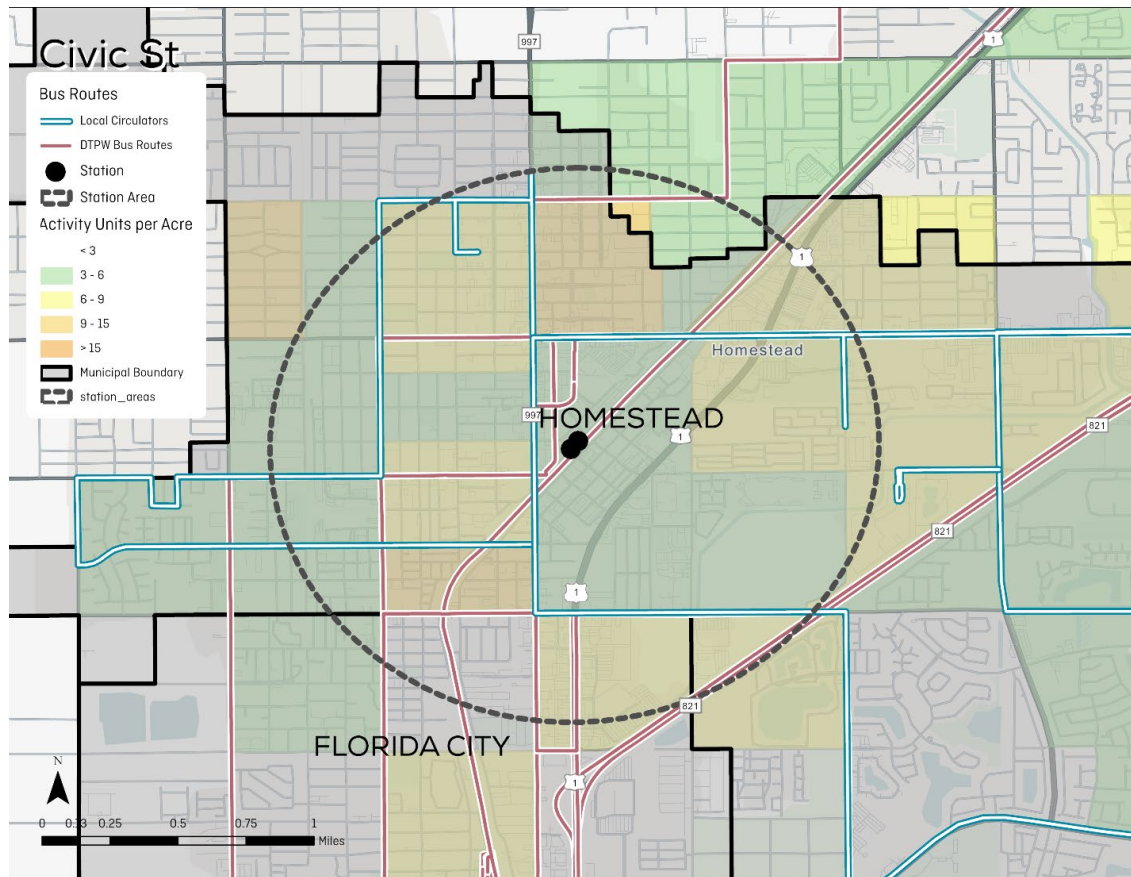 Civic St
Bus Routes
Local Circulators
DTPW Bus Routes
Station
Station Area
Activity Units per Acre
< 3
3 - 6
6 - 9
9 - 15
> 15
Municipal Boundary
station_areas
997
1
1
Homestead
997
HOMESTEAD
1
821
821
1
821
FLORIDA CITY
1
N
0 0.13 0.25 0.5 0.75 1
Miles